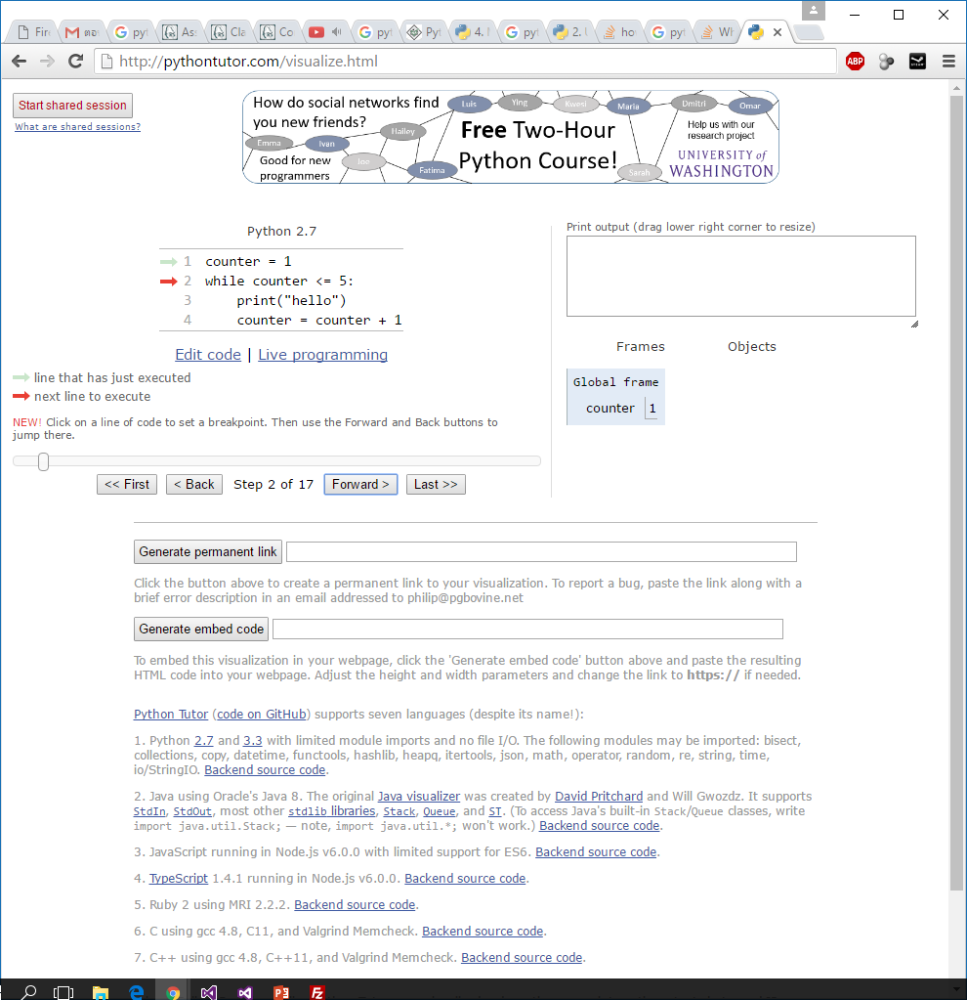 Fire
ตอ
pyt
Ass
Cla
Co
pyt
Pyt
4. 
pyt
2. 
ho
pyt
Wh
http://pythontutor.com/visualize.html
ABP
Start shared session
What are shared sessions?
How do social networks find
you new friends?
Good for new
programmers
Emma
Ivan
Joe
Hailey
Fatima
Luis
Ying
Kwesi
Maria
Dmitri
Omar
Sarah
Free Two-Hour
Python Course!
Help us with our
research project
UNIVERSITY of
WASHINGTON
Python 2.7
1 counter = 1
2 while counter <= 5:
3     print("hello")
4     counter = counter + 1
Edit code | Live programming
line that has just executed
next line to execute
NEW! Click on a line of code to set a breakpoint. Then use the Forward and Back buttons to
jump there.
<< First < Back Step 2 of 17 Forward > Last >>
Print output (drag lower right corner to resize)
Frames Objects
Global frame
counter 1
Generate permanent link
Click the button above to create a permanent link to your visualization. To report a bug, paste the link along with a
brief error description in an email addressed to philip@pgbovine.net
Generate embed code
To embed this visualization in your webpage, click the 'Generate embed code' button above and paste the resulting
HTML code into your webpage. Adjust the height and width parameters and change the link to https:// if needed.
Python Tutor (code on GitHub) supports seven languages (despite its name!):
1. Python 2.7 and 3.3 with limited module imports and no file I/O. The following modules may be imported: bisect,
collections, copy, datetime, functools, hashlib, heapq, itertools, json, math, operator, random, re, string, time,
io/StringIO. Backend source code.
2. Java using Oracle's Java 8. The original Java visualizer was created by David Pritchard and Will Gwozdz. It supports
StdIn, StdOut, most other stdlib libraries, Stack, Queue, and ST. (To access Java's built-in Stack/Queue classes, write
import java.util.Stack; — note, import java.util.*; won't work.) Backend source code.
3. JavaScript running in Node.js v6.0.0 with limited support for ES6. Backend source code.
4. TypeScript 1.4.1 running in Node.js v6.0.0. Backend source code.
5. Ruby 2 using MRI 2.2.2. Backend source code.
6. C using gcc 4.8, C11, and Valgrind Memcheck. Backend source code.
7. C++ using gcc 4.8, C++11, and Valgrind Memcheck. Backend source code.